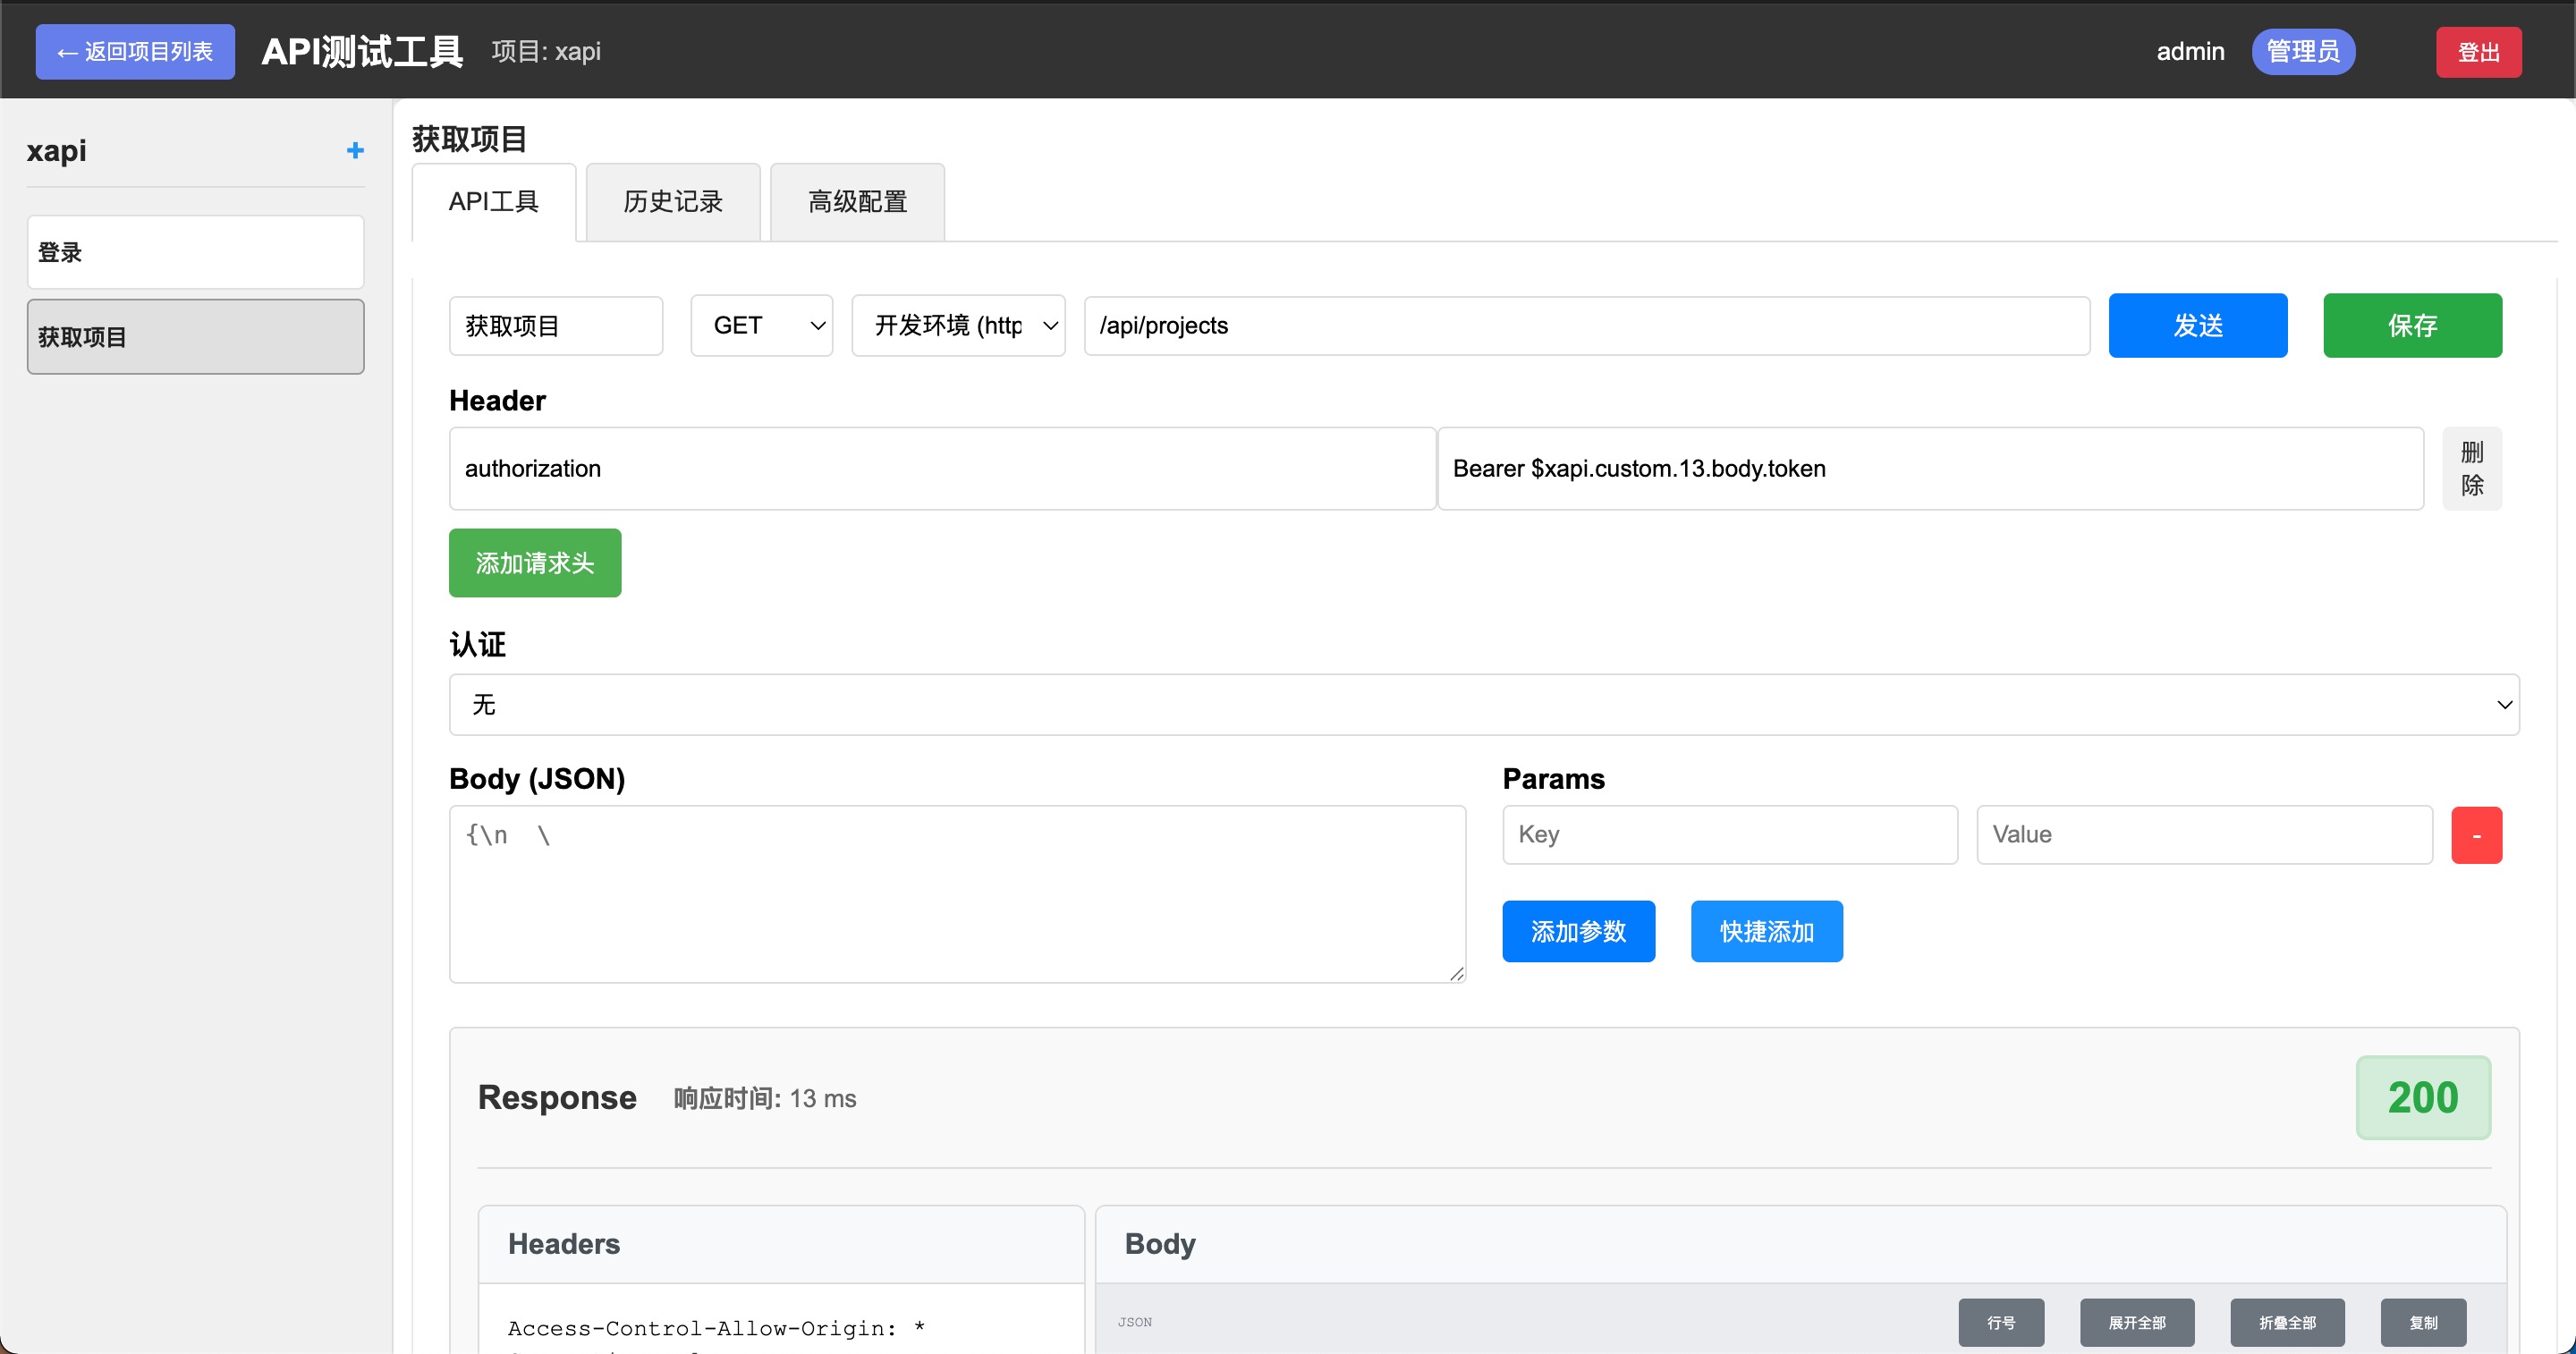 ← 返回项目列表 API测试工具 项目: xapi admin 管理员 登出
xapi +
登录
获取项目
获取项目
API工具 历史记录 高级配置
获取项目 GET 开发环境 (http /api/projects 发送 保存
Header
authorization Bearer $xapi.custom.13.body.token 删除
添加请求头
认证
无
Body (JSON) Params
{\n  \ Key Value -
添加参数 快捷添加
Response 响应时间: 13 ms 200
Headers Body
Access-Control-Allow-Origin: * JSON 行号 展开全部 折叠全部 复制